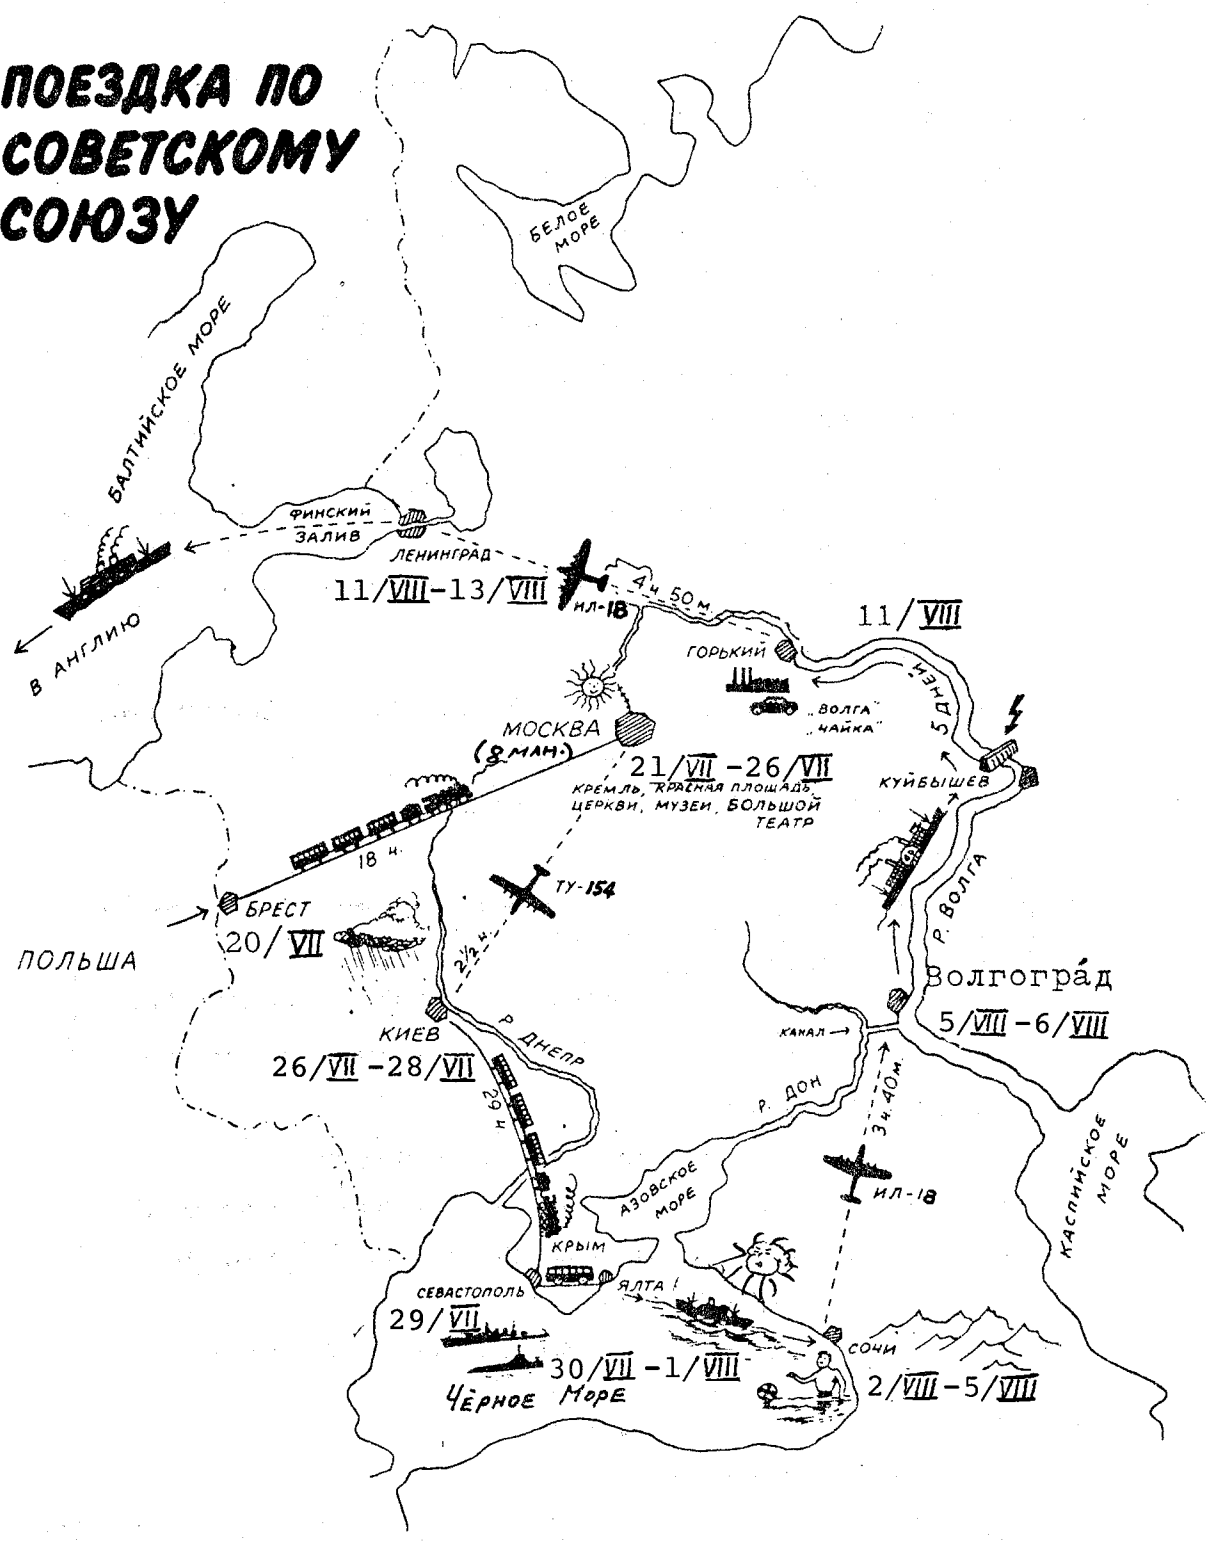 ПОЕЗДКА ПО
СОВЕТСКОМУ
СОЮЗУ
БЕЛОЕ
МОРЕ
БАЛТИЙСКОЕ МОРЕ
ФИНСКИЙ
ЗАЛИВ
ЛЕНИНГРАД
11/VIII-13/VIII
ИЛ-18
4 ч. 50 м.
11/VIII
В АНГЛИЮ
ГОРЬКИЙ
„ВОЛГА"
„ЧАЙКА"
5 ДНЕЙ
МОСКВА
(8 МЛН.)
21/VII-26/VII
КРЕМЛЬ, КРАСНАЯ ПЛОЩАДЬ,
ЦЕРКВИ, МУЗЕИ, БОЛЬШОЙ
ТЕАТР
КУЙБЫШЕВ
18 ч.
ТУ-154
Р. ВОЛГА
БРЕСТ
20/VII
ПОЛЬША
2½ ч.
Волгогра́д
5/VIII-6/VIII
КИЕВ
26/VII-28/VII
Р. ДНЕПР
КАНАЛ
29 ч
Р. ДОН
3 ч. 40 м.
КАСПИЙСКОЕ
МОРЕ
АЗОВСКОЕ
МОРЕ
ИЛ-18
КРЫМ
СЕВАСТОПОЛЬ
29/VII
ЯЛТА
30/VII-1/VIII
СОЧИ
2/VIII-5/VIII
ЧЁРНОЕ МОРЕ